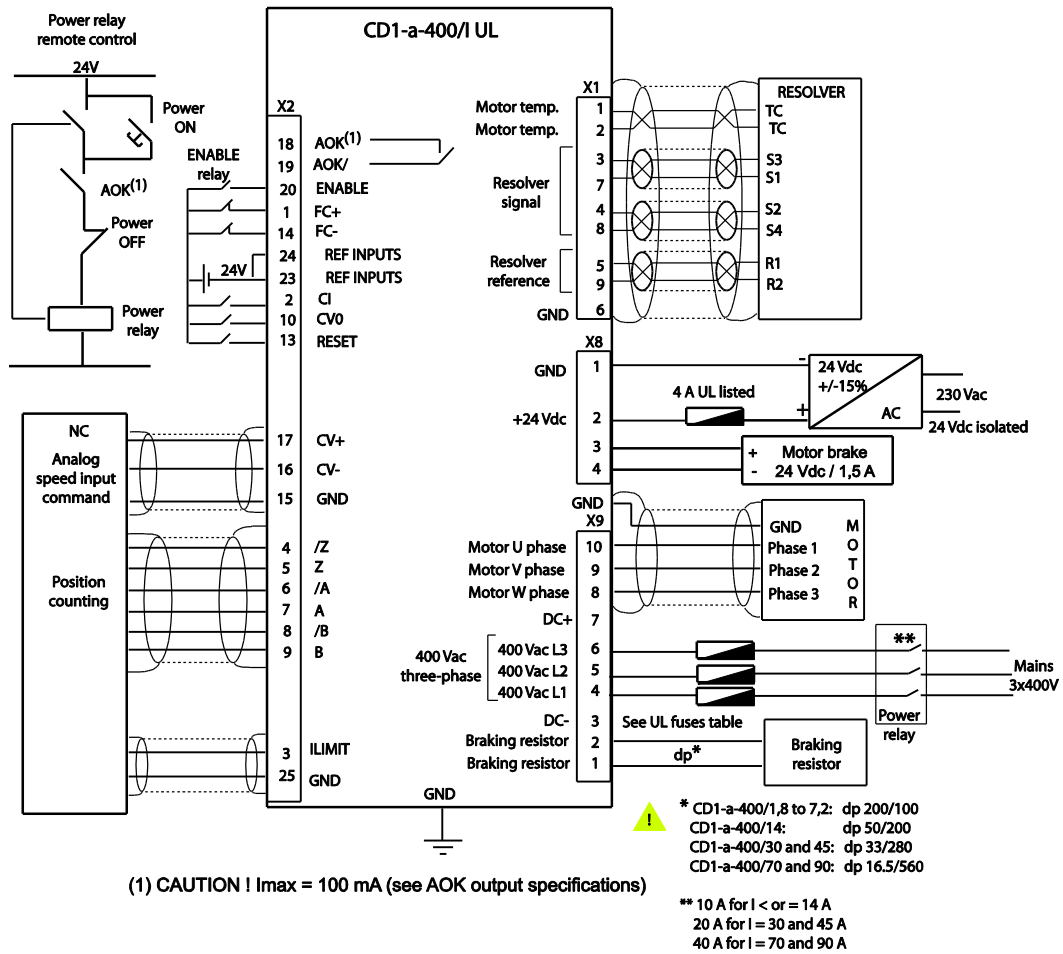 Power relay
remote control
24V
Power
ON
AOK(1)
Power
OFF
Power
relay
CD1-a-400/I UL
X2
ENABLE
relay
18 AOK(1)
19 AOK/
20 ENABLE
1 FC+
14 FC-
24 REF INPUTS
24V
23 REF INPUTS
2 CI
10 CV0
13 RESET
NC
Analog
speed input
command
17 CV+
16 CV-
15 GND
Position
counting
4 /Z
5 Z
6 /A
7 A
8 /B
9 B
3 ILIMIT
25 GND
GND
X1
Motor temp. 1
Motor temp. 2
Resolver
signal
3
7
4
8
Resolver
reference
5
9
GND 6
RESOLVER
TC
TC
S3
S1
S2
S4
R1
R2
X8
GND 1
+24 Vdc 2
3
4
4 A UL listed
-
+
24 Vdc
+/-15%
AC
230 Vac
24 Vdc isolated
+ Motor brake
- 24 Vdc / 1,5 A
GND
X9
Motor U phase 10
Motor V phase 9
Motor W phase 8
DC+ 7
400 Vac
three-phase
400 Vac L3 6
400 Vac L2 5
400 Vac L1 4
DC- 3
Braking resistor 2
Braking resistor 1
GND
Phase 1
Phase 2
Phase 3
MOTOR
**
Mains
3x400V
Power
relay
See UL fuses table
dp*
Braking
resistor
!
* CD1-a-400/1,8 to 7,2: dp 200/100
CD1-a-400/14: dp 50/200
CD1-a-400/30 and 45: dp 33/280
CD1-a-400/70 and 90: dp 16.5/560
(1) CAUTION ! Imax = 100 mA (see AOK output specifications)
** 10 A for I < or = 14 A
20 A for I = 30 and 45 A
40 A for I = 70 and 90 A